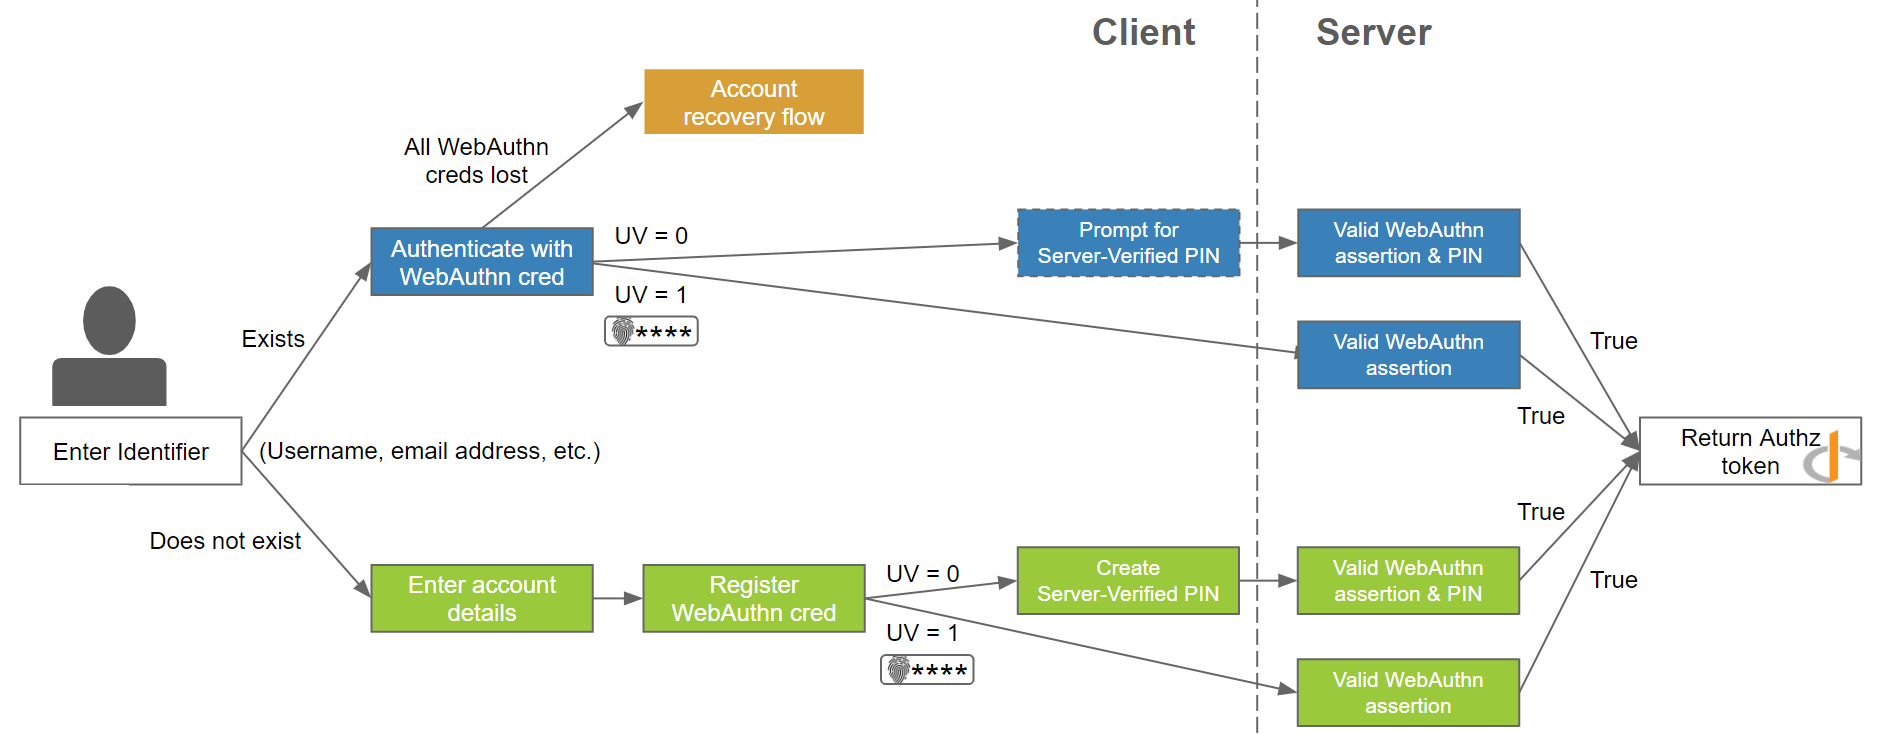 Client
Server
Account
recovery flow
All WebAuthn
creds lost
Authenticate with
WebAuthn cred
UV = 0
UV = 1
****
Prompt for
Server-Verified PIN
Valid WebAuthn
assertion & PIN
Valid WebAuthn
assertion
True
True
Exists
Enter Identifier
(Username, email address, etc.)
Does not exist
Return Authz
token
Enter account
details
Register
WebAuthn cred
UV = 0
UV = 1
****
Create
Server-Verified PIN
Valid WebAuthn
assertion & PIN
Valid WebAuthn
assertion
True
True